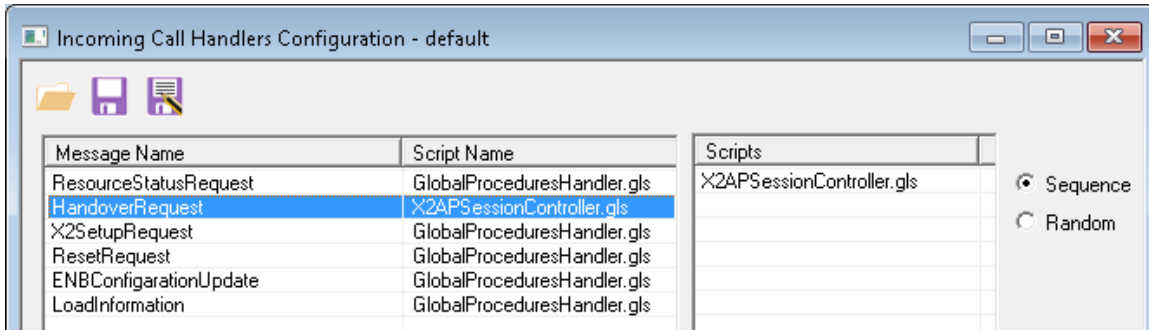 Incoming Call Handlers Configuration - default
Message Name Script Name Scripts
ResourceStatusRequest GlobalProceduresHandler.gls X2APSessionController.gls Sequence
HandoverRequest X2APSessionController.gls
X2SetupRequest GlobalProceduresHandler.gls Random
ResetRequest GlobalProceduresHandler.gls
ENBConfigarationUpdate GlobalProceduresHandler.gls
LoadInformation GlobalProceduresHandler.gls